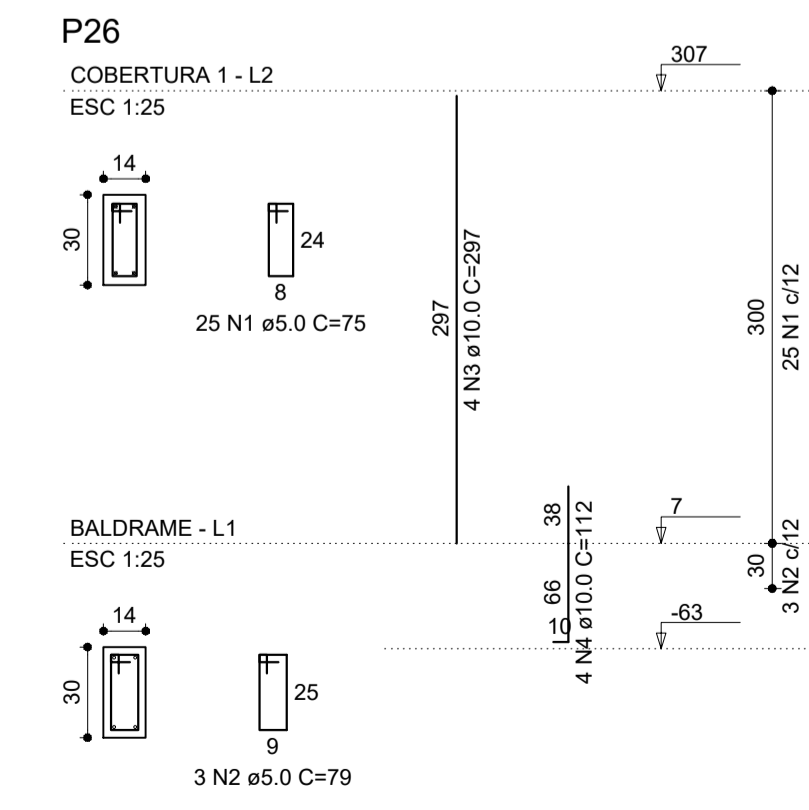 P26
COBERTURA 1 - L2
ESC 1:25
307
14
30
24
8
25 N1 ø5.0 C=75
297
4 N3 ø10.0 C=297
300
25 N1 c/12
BALDRAME - L1
ESC 1:25
7
38
66
10
4 N4 ø10.0 C=112
30
3 N2 c/12
-63
14
30
25
9
3 N2 ø5.0 C=79